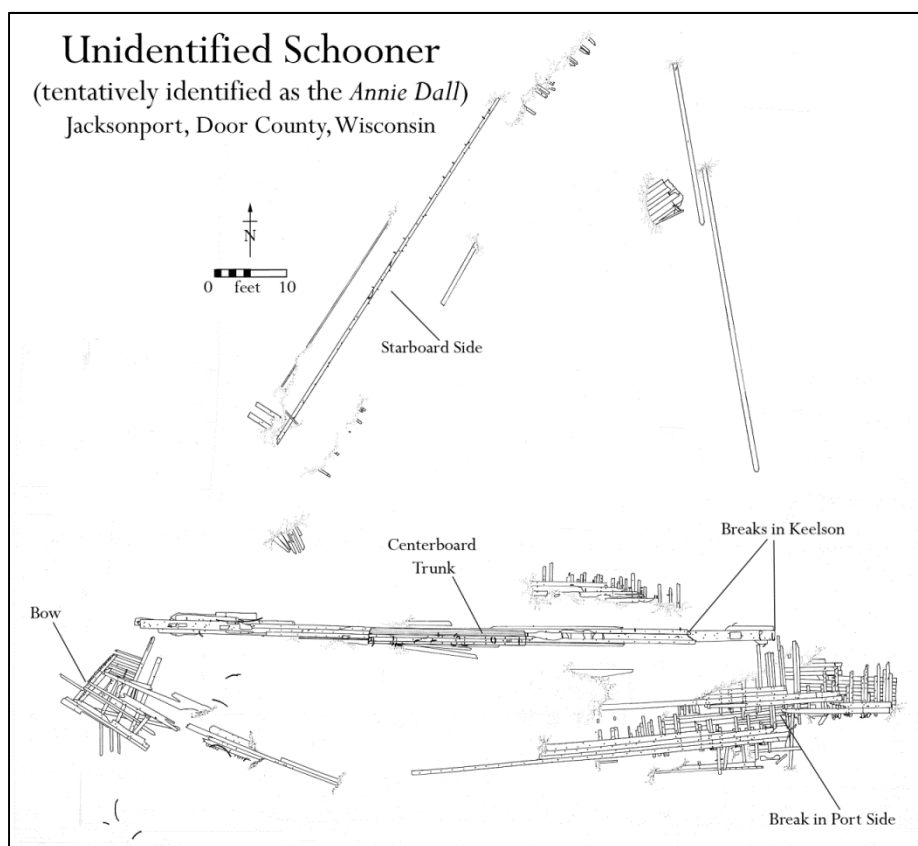 Unidentified Schooner
(tentatively identified as the Annie Dall)
Jacksonport, Door County, Wisconsin
N
0 feet 10
Starboard Side
Centerboard
Trunk
Breaks in Keelson
Bow
Break in Port Side